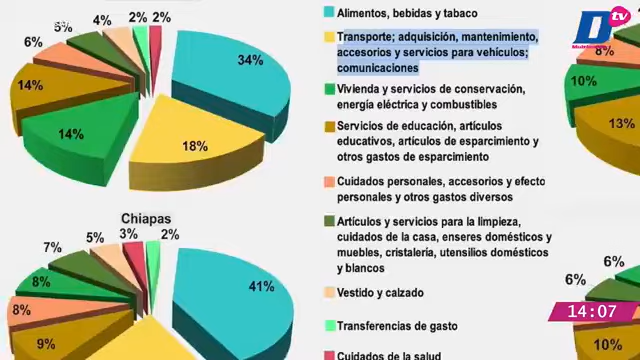 2% 2%
4%
5%
6%
34%
14%
14%
18%
Chiapas
2%
3%
5%
7%
8%
41%
8%
9%
Alimentos, bebidas y tabaco
Transporte; adquisición, mantenimiento,
accesorios y servicios para vehículos;
comunicaciones
Vivienda y servicios de conservación,
energía eléctrica y combustibles
Servicios de educación, artículos
educativos, artículos de esparcimiento y
otros gastos de esparcimiento
Cuidados personales, accesorios y efecto
personales y otros gastos diversos
Artículos y servicios para la limpieza,
cuidados de la casa, enseres domésticos y
muebles, cristalería, utensilios domésticos
y blancos
Vestido y calzado
Transferencias de gasto
Cuidados de la salud
D tv
8%
10%
13%
6%
6%
14:07
10%